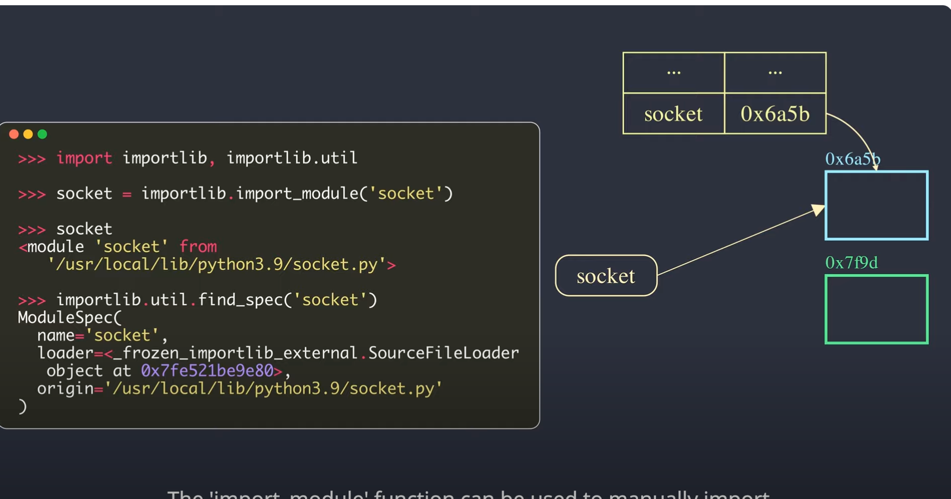 ... ...
socket 0x6a5b
0x6a5b
0x7f9d
socket
>>> import importlib, importlib.util
>>> socket = importlib.import_module('socket')
>>> socket
<module 'socket' from
'/usr/local/lib/python3.9/socket.py'>
>>> importlib.util.find_spec('socket')
ModuleSpec(
name='socket',
loader=<_frozen_importlib_external.SourceFileLoader
object at 0x7fe521be9e80>,
origin='/usr/local/lib/python3.9/socket.py'
)
The 'import_module' function can be used to manually import